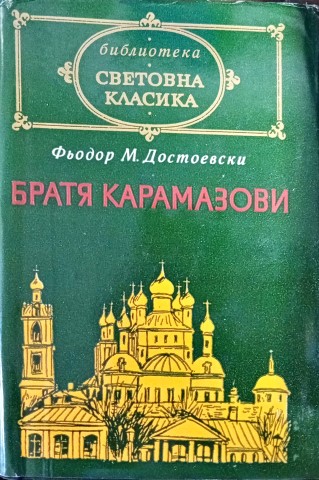 библиотека
СВЕТОВНА
КЛАСИКА
Фьодор М. Достоевски
БРАТЯ КАРАМАЗОВИ